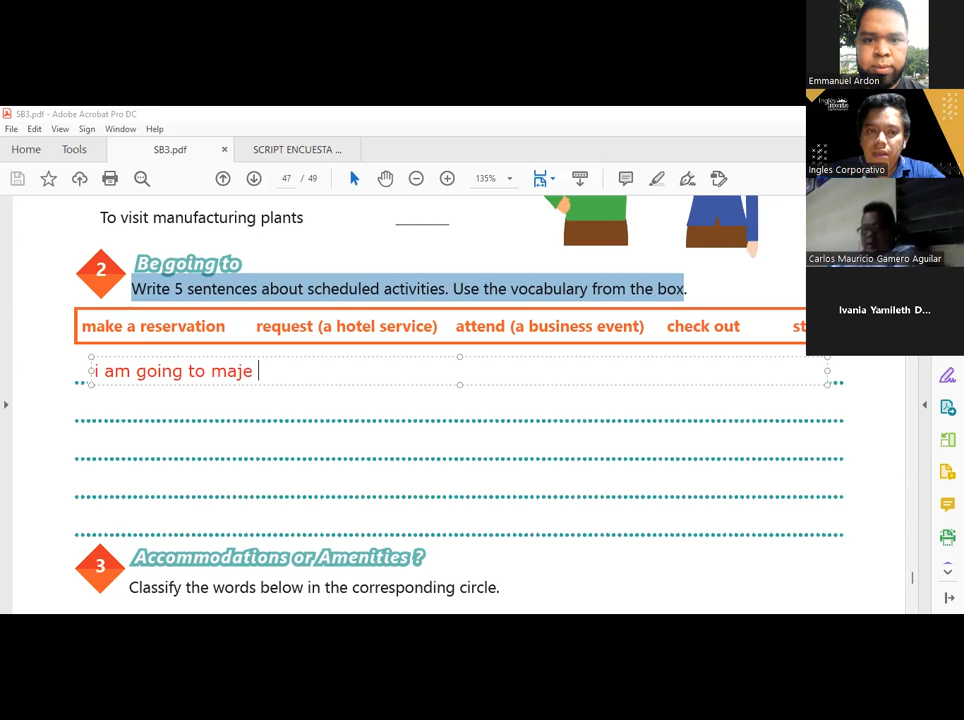 Emmanuel Ardon
SB3.pdf - Adobe Acrobat Pro DC
File Edit View Sign Window Help
Home Tools SB3.pdf × SCRIPT ENCUESTA ...
47 / 49 135%
Inglés
Ingles Corporativo
To visit manufacturing plants ________
Carlos Mauricio Gamero Aguilar
2 Be going to
Write 5 sentences about scheduled activities. Use the vocabulary from the box.
Ivania Yamileth D...
make a reservation request (a hotel service) attend (a business event) check out st
i am going to maje
3 Accommodations or Amenities ?
Classify the words below in the corresponding circle.